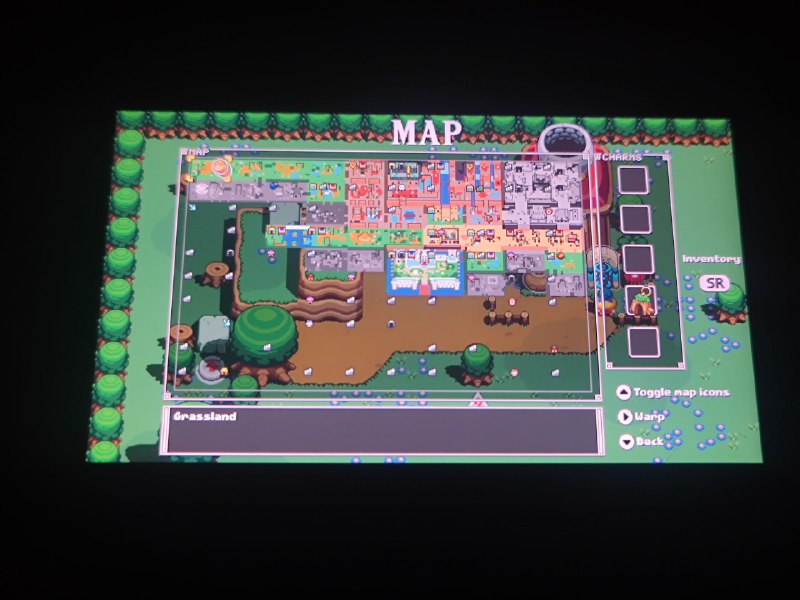 MAP
MAP
CHARMS
Inventory
SR
Toggle map icons
Warp
Back
Grassland